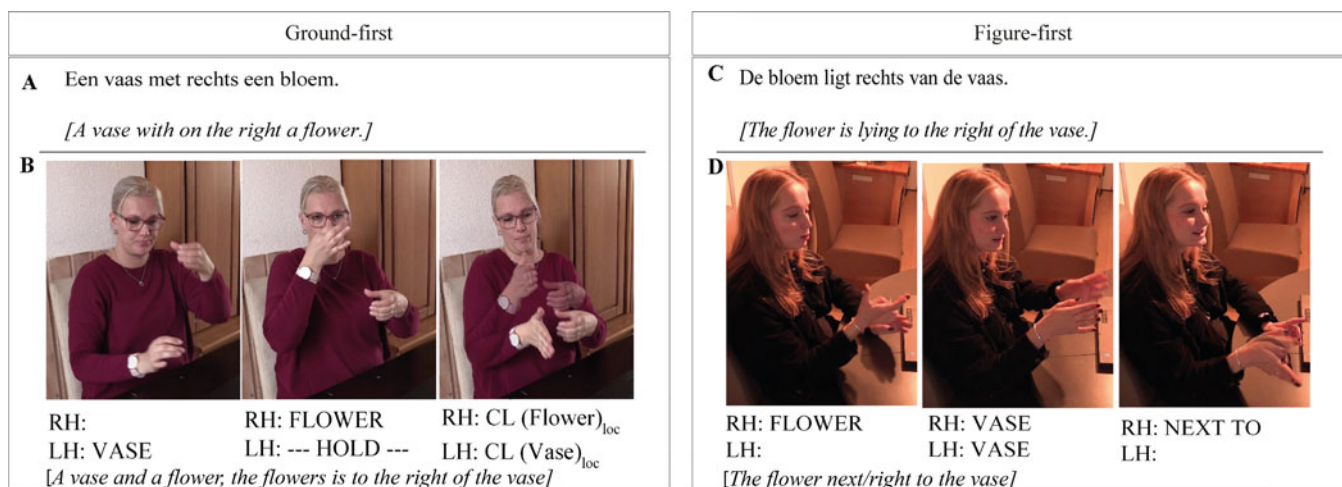 Ground-first
A Een vaas met rechts een bloem.
[A vase with on the right a flower.]
B
RH:
LH: VASE
RH: FLOWER
LH: --- HOLD ---
RH: CL (Flower)loc
LH: CL (Vase)loc
[A vase and a flower, the flowers is to the right of the vase]
Figure-first
C De bloem ligt rechts van de vaas.
[The flower is lying to the right of the vase.]
D
RH: FLOWER
LH:
RH: VASE
LH: VASE
RH: NEXT TO
LH:
[The flower next/right to the vase]